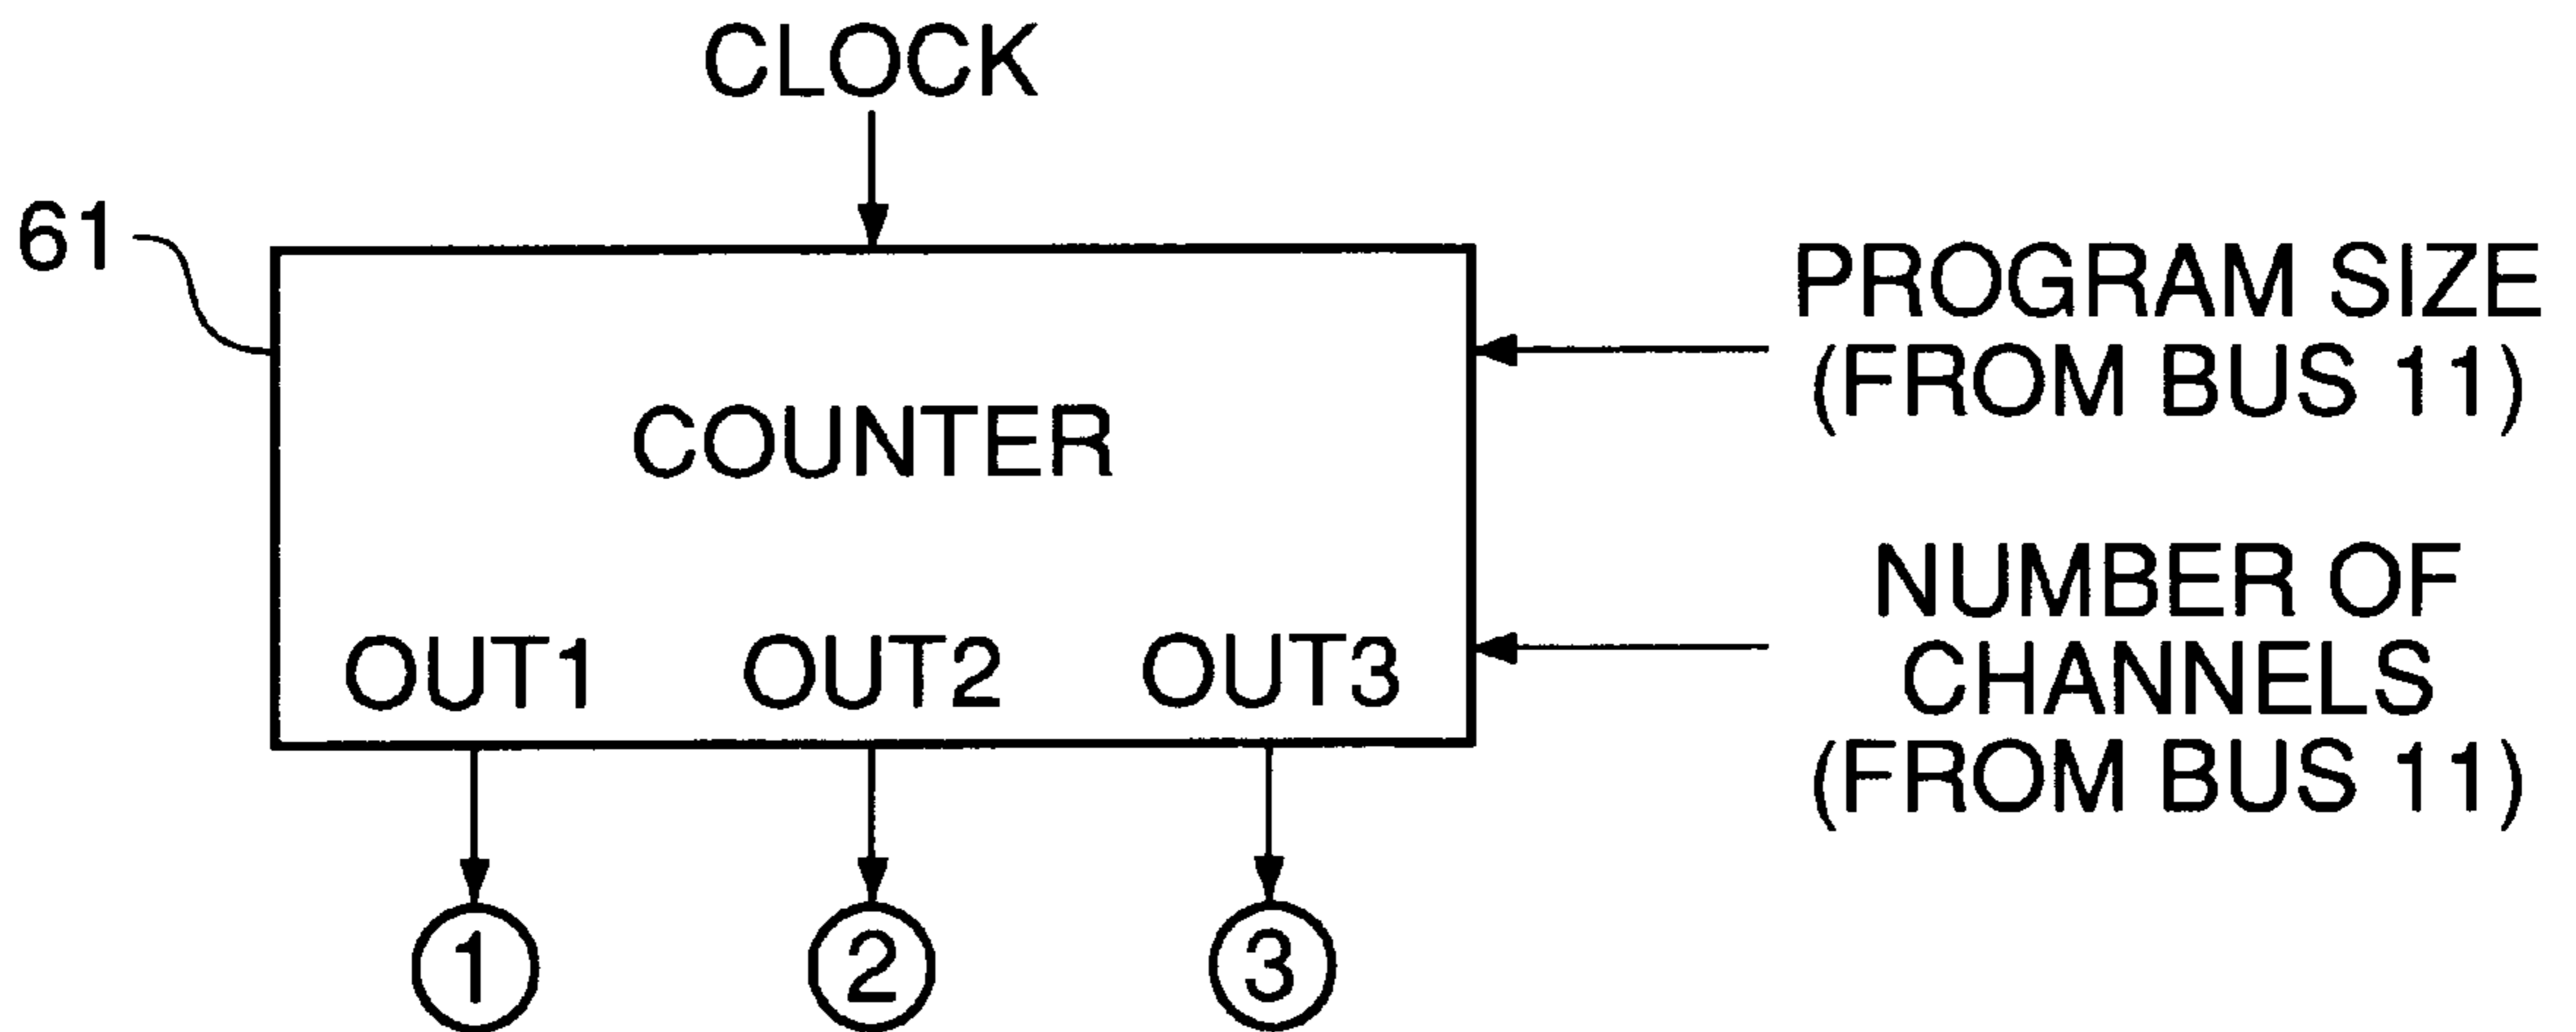 CLOCK
61
PROGRAM SIZE
(FROM BUS 11)
COUNTER
NUMBER OF
CHANNELS
(FROM BUS 11)
OUT1 OUT2 OUT3
1 2 3